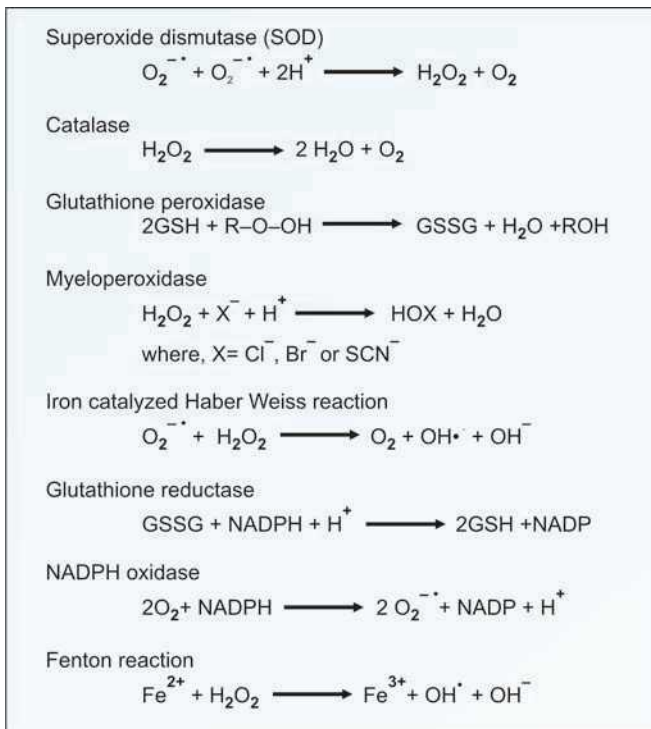 Superoxide dismutase (SOD)
O₂⁻• + O₂⁻• + 2H⁺ ⟶ H₂O₂ + O₂
Catalase
H₂O₂ ⟶ 2 H₂O + O₂
Glutathione peroxidase
2GSH + R–O–OH ⟶ GSSG + H₂O +ROH
Myeloperoxidase
H₂O₂ + X⁻ + H⁺ ⟶ HOX + H₂O
where, X= Cl⁻, Br⁻ or SCN⁻
Iron catalyzed Haber Weiss reaction
O₂⁻• + H₂O₂ ⟶ O₂ + OH• + OH⁻
Glutathione reductase
GSSG + NADPH + H⁺ ⟶ 2GSH +NADP
NADPH oxidase
2O₂+ NADPH ⟶ 2 O₂⁻• + NADP + H⁺
Fenton reaction
Fe²⁺ + H₂O₂ ⟶ Fe³⁺ + OH• + OH⁻